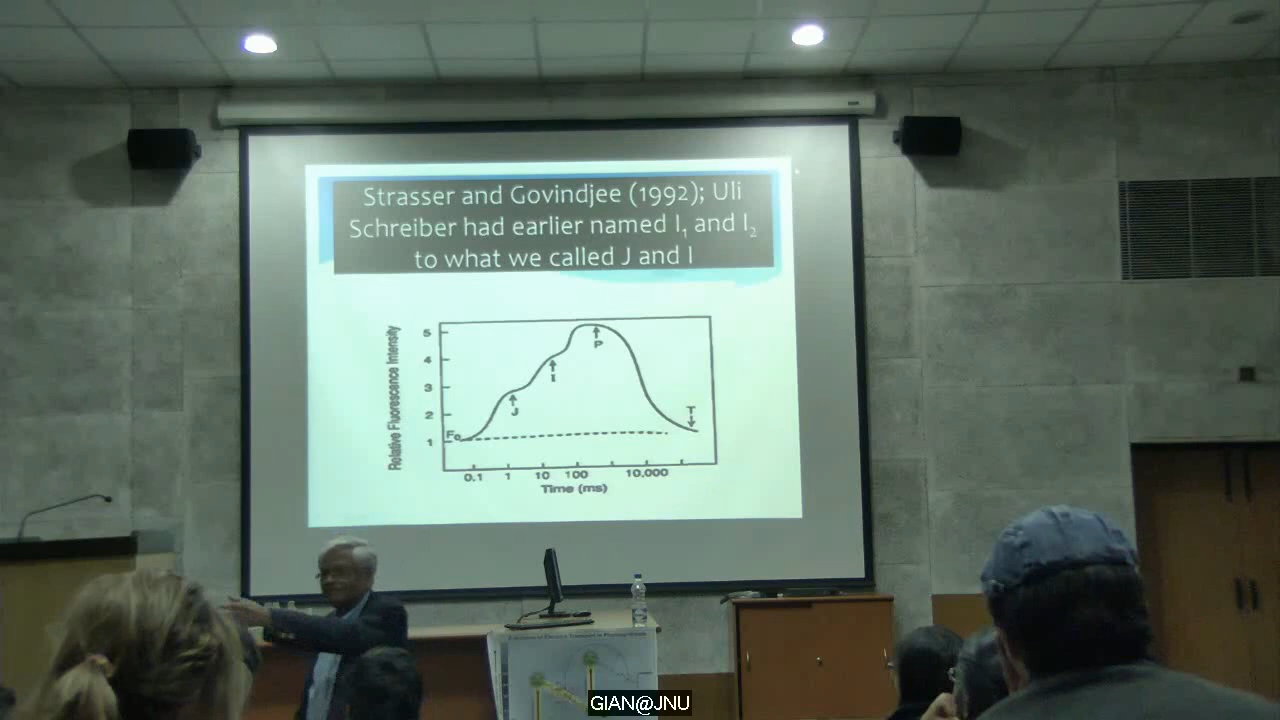 Strasser and Govindjee (1992); Uli
Schreiber had earlier named I₁ and I₂
to what we called J and I
Relative Fluorescence Intensity
5
4
3
2
1
Fo
J
I
P
T
0.1 1 10 100 10,000
Time (ms)
GIAN@JNU